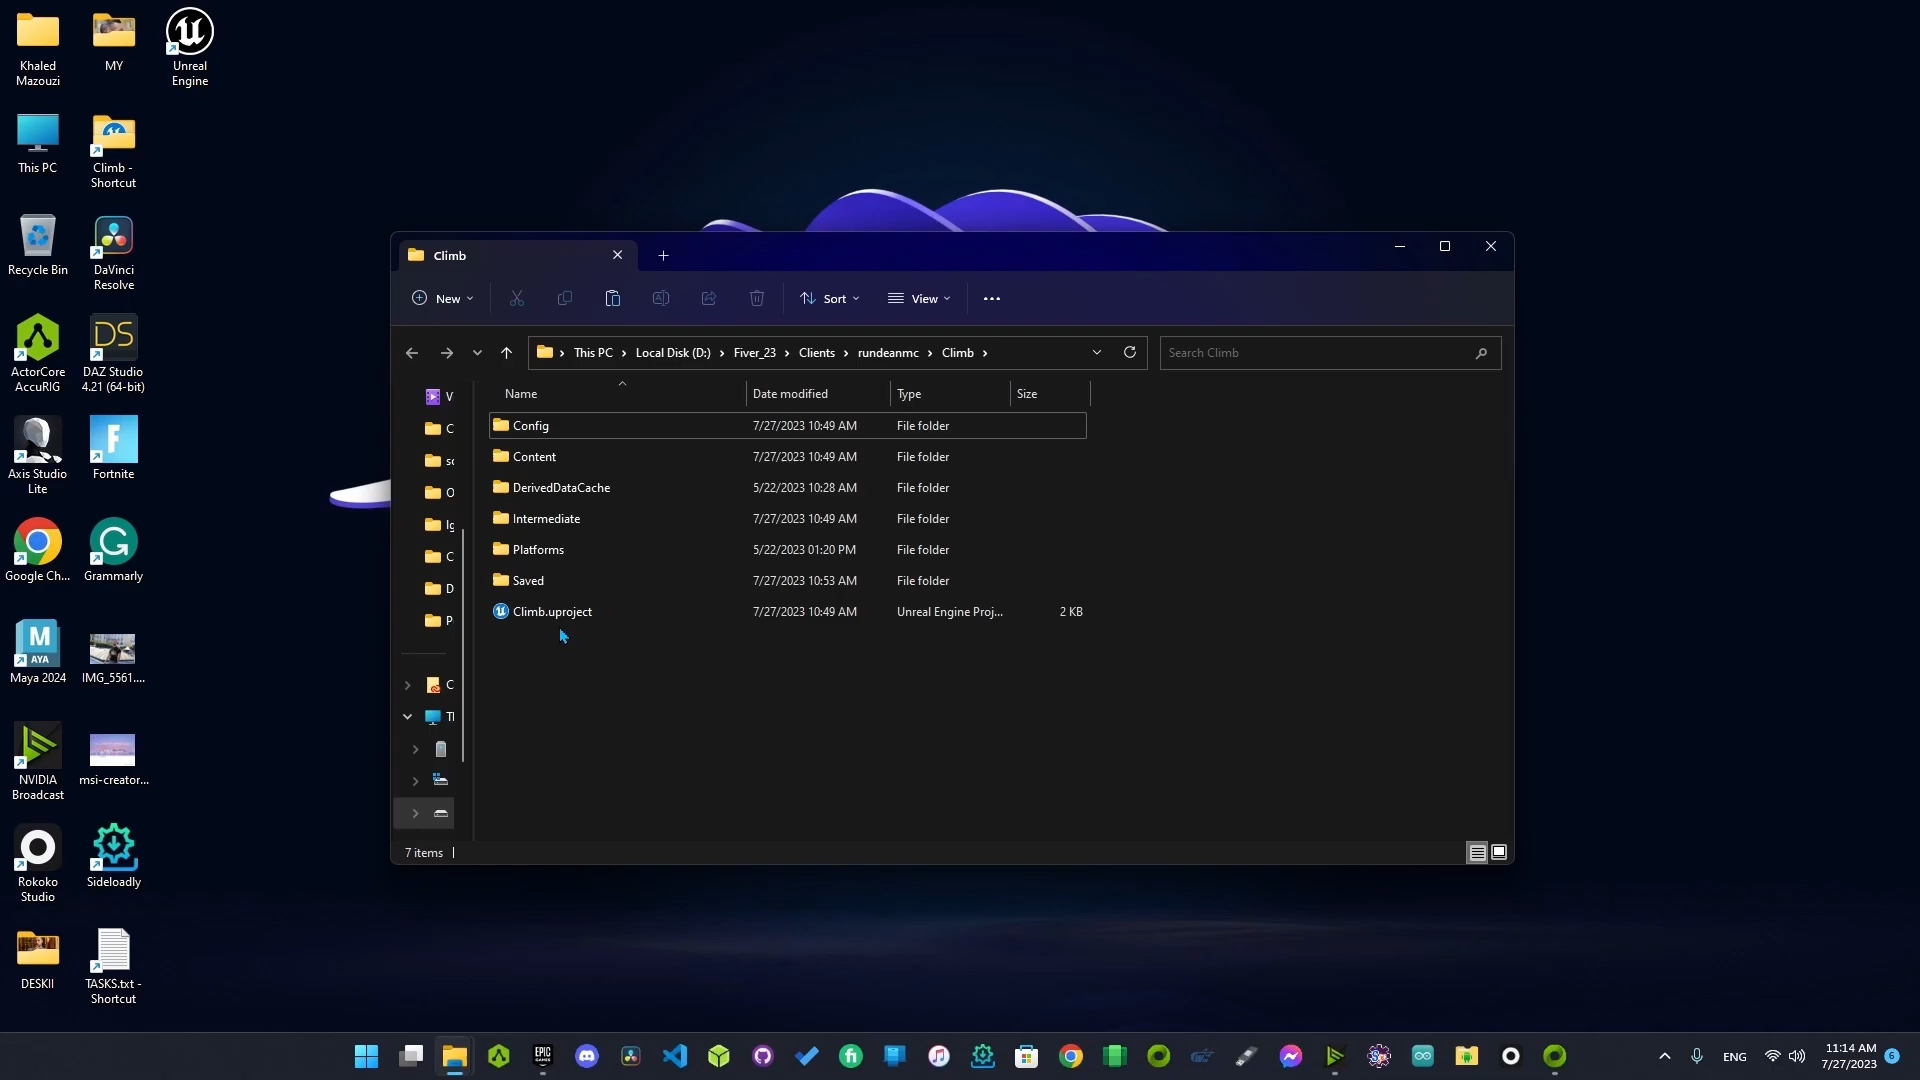 Khaled
Mazouzi
MY
Unreal
Engine
This PC
Climb -
Shortcut
Recycle Bin
DaVinci
Resolve
ActorCore
AccuRIG
DS
DAZ Studio
4.21 (64-bit)
Axis Studio
Lite
Fortnite
Google Ch...
Grammarly
M
AYA
Maya 2024
IMG_5561....
NVIDIA
Broadcast
msi-creator...
Rokoko
Studio
Sideloadly
DESKII
TASKS.txt -
Shortcut
Climb
New
Sort
View
This PC
Local Disk (D:)
Fiver_23
Clients
rundeanmc
Climb
Search Climb
Name
Date modified
Type
Size
Config
7/27/2023 10:49 AM
File folder
Content
7/27/2023 10:49 AM
File folder
DerivedDataCache
5/22/2023 10:28 AM
File folder
Intermediate
7/27/2023 10:49 AM
File folder
Platforms
5/22/2023 01:20 PM
File folder
Saved
7/27/2023 10:53 AM
File folder
Climb.uproject
7/27/2023 10:49 AM
Unreal Engine Proj...
2 KB
7 items
EPIC
GAMES
fi
ENG
11:14 AM
7/27/2023
6